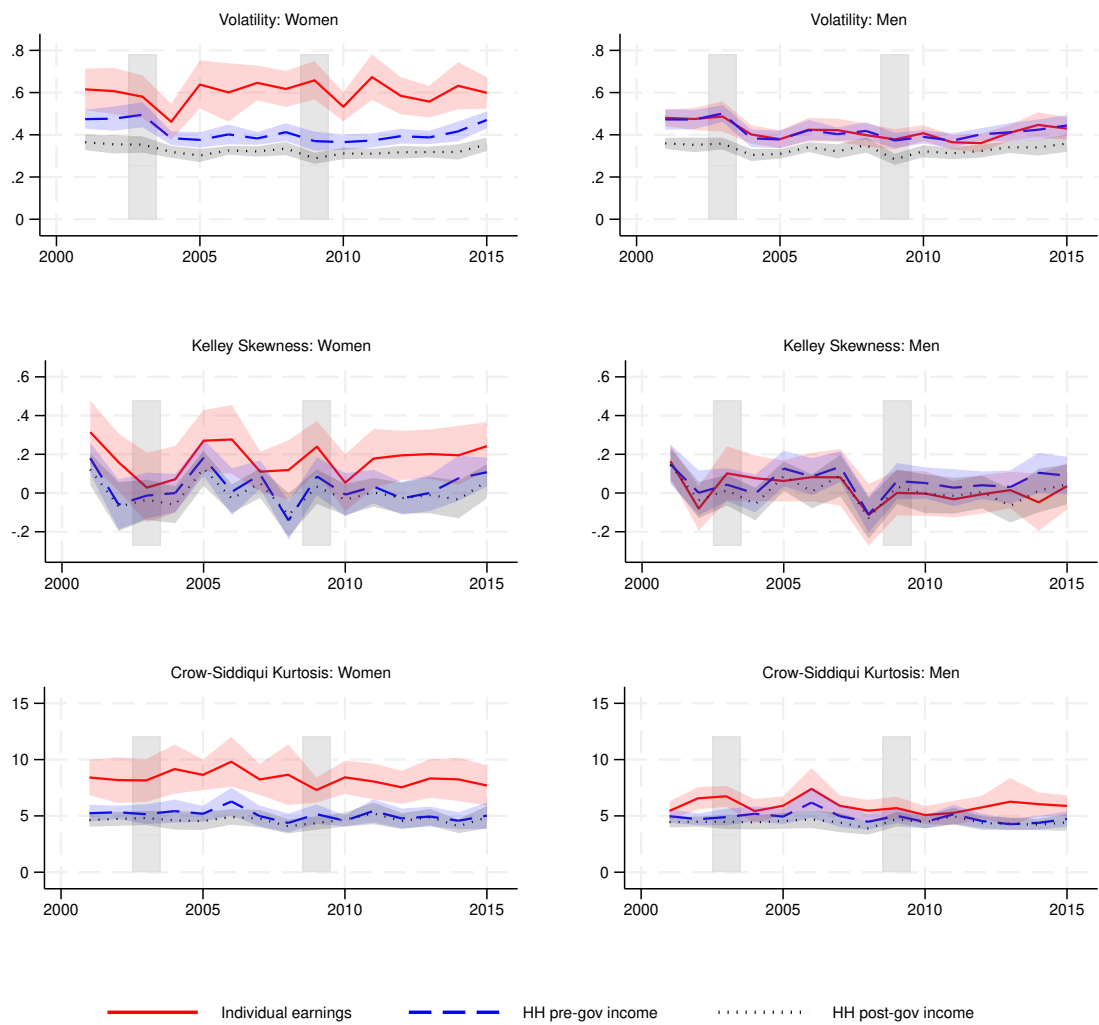 Volatility: Women
.8
.6
.4
.2
0
2000 2005 2010 2015
Volatility: Men
.8
.6
.4
.2
0
2000 2005 2010 2015
Kelley Skewness: Women
.6
.4
.2
0
-.2
2000 2005 2010 2015
Kelley Skewness: Men
.6
.4
.2
0
-.2
2000 2005 2010 2015
Crow-Siddiqui Kurtosis: Women
15
10
5
0
2000 2005 2010 2015
Crow-Siddiqui Kurtosis: Men
15
10
5
0
2000 2005 2010 2015
Individual earnings HH pre-gov income HH post-gov income